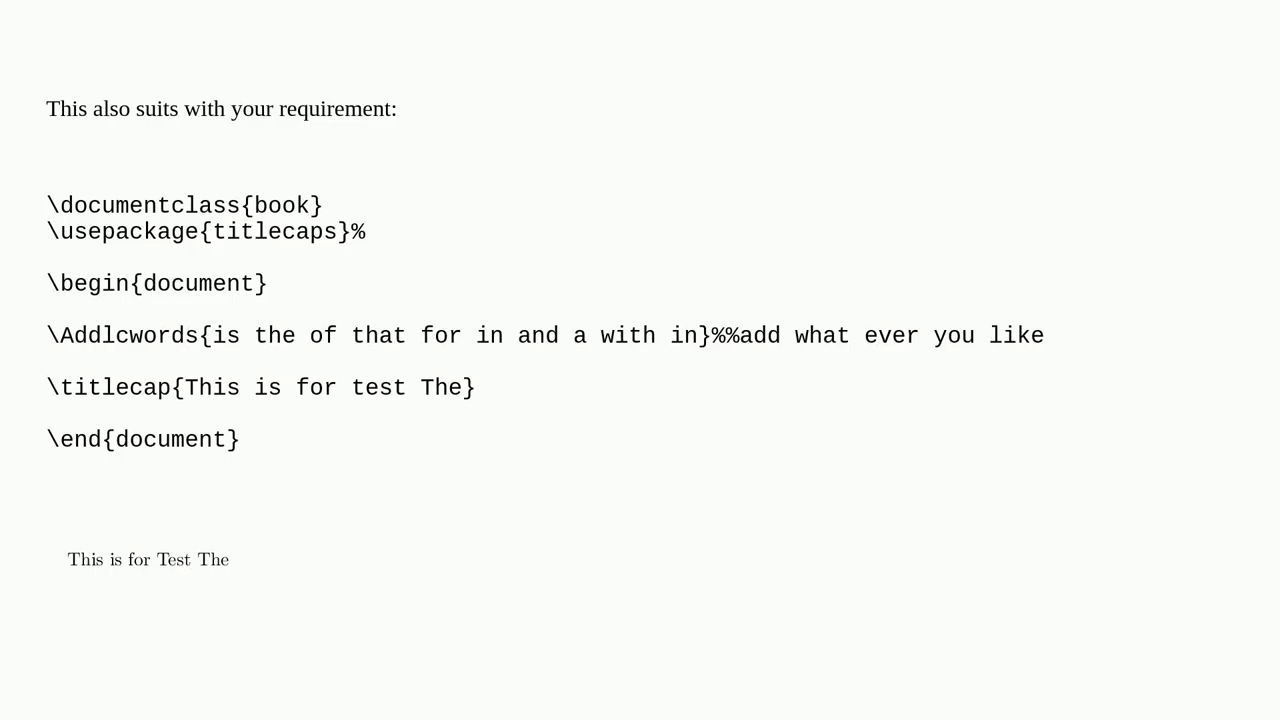 This also suits with your requirement:
\documentclass{book}
\usepackage{titlecaps}%
\begin{document}
\Addlcwords{is the of that for in and a with in}%%add what ever you like
\titlecap{This is for test The}
\end{document}
This is for Test The